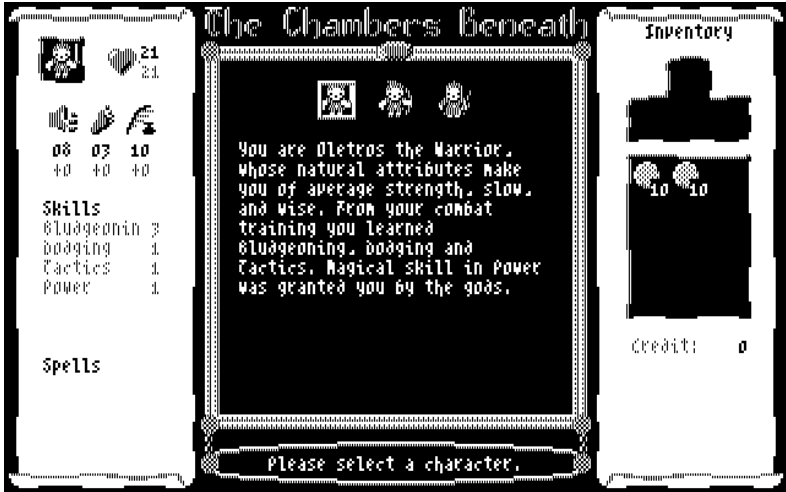 The Chambers Beneath
21
21
08 03 10
+0 +0 +0
Skills
Bludgeonin 3
Dodging 1
Tactics 1
Power 1
Spells
You are Oletros the Warrior,
whose natural attributes make
you of average strength, slow,
and wise. From your combat
training you learned
Bludgeoning, Dodging and
Tactics. Magical skill in Power
was granted you by the gods.
Please select a character.
Inventory
10 10
Credit: 0